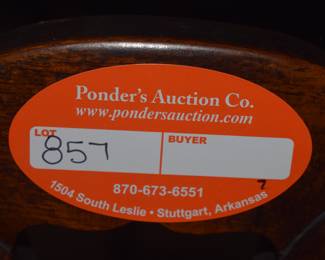 Ponder's Auction Co.
www.pondersauction.com
LOT
857
BUYER
7
870-673-6551
1504 South Leslie • Stuttgart, Arkansas